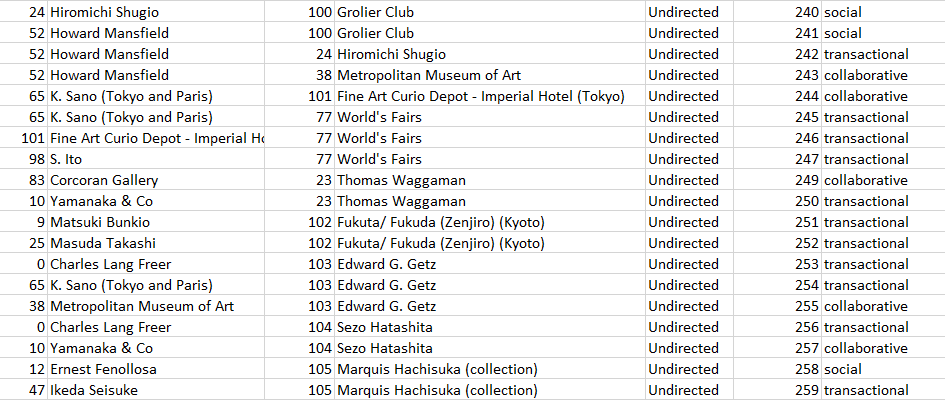 24 Hiromichi Shugio 100 Grolier Club Undirected 240 social
52 Howard Mansfield 100 Grolier Club Undirected 241 social
52 Howard Mansfield 24 Hiromichi Shugio Undirected 242 transactional
52 Howard Mansfield 38 Metropolitan Museum of Art Undirected 243 collaborative
65 K. Sano (Tokyo and Paris) 101 Fine Art Curio Depot - Imperial Hotel (Tokyo) Undirected 244 collaborative
65 K. Sano (Tokyo and Paris) 77 World's Fairs Undirected 245 transactional
101 Fine Art Curio Depot - Imperial Ho 77 World's Fairs Undirected 246 transactional
98 S. Ito 77 World's Fairs Undirected 247 transactional
83 Corcoran Gallery 23 Thomas Waggaman Undirected 249 collaborative
10 Yamanaka & Co 23 Thomas Waggaman Undirected 250 transactional
9 Matsuki Bunkio 102 Fukuta/ Fukuda (Zenjiro) (Kyoto) Undirected 251 transactional
25 Masuda Takashi 102 Fukuta/ Fukuda (Zenjiro) (Kyoto) Undirected 252 transactional
0 Charles Lang Freer 103 Edward G. Getz Undirected 253 transactional
65 K. Sano (Tokyo and Paris) 103 Edward G. Getz Undirected 254 transactional
38 Metropolitan Museum of Art 103 Edward G. Getz Undirected 255 collaborative
0 Charles Lang Freer 104 Sezo Hatashita Undirected 256 transactional
10 Yamanaka & Co 104 Sezo Hatashita Undirected 257 collaborative
12 Ernest Fenollosa 105 Marquis Hachisuka (collection) Undirected 258 social
47 Ikeda Seisuke 105 Marquis Hachisuka (collection) Undirected 259 transactional